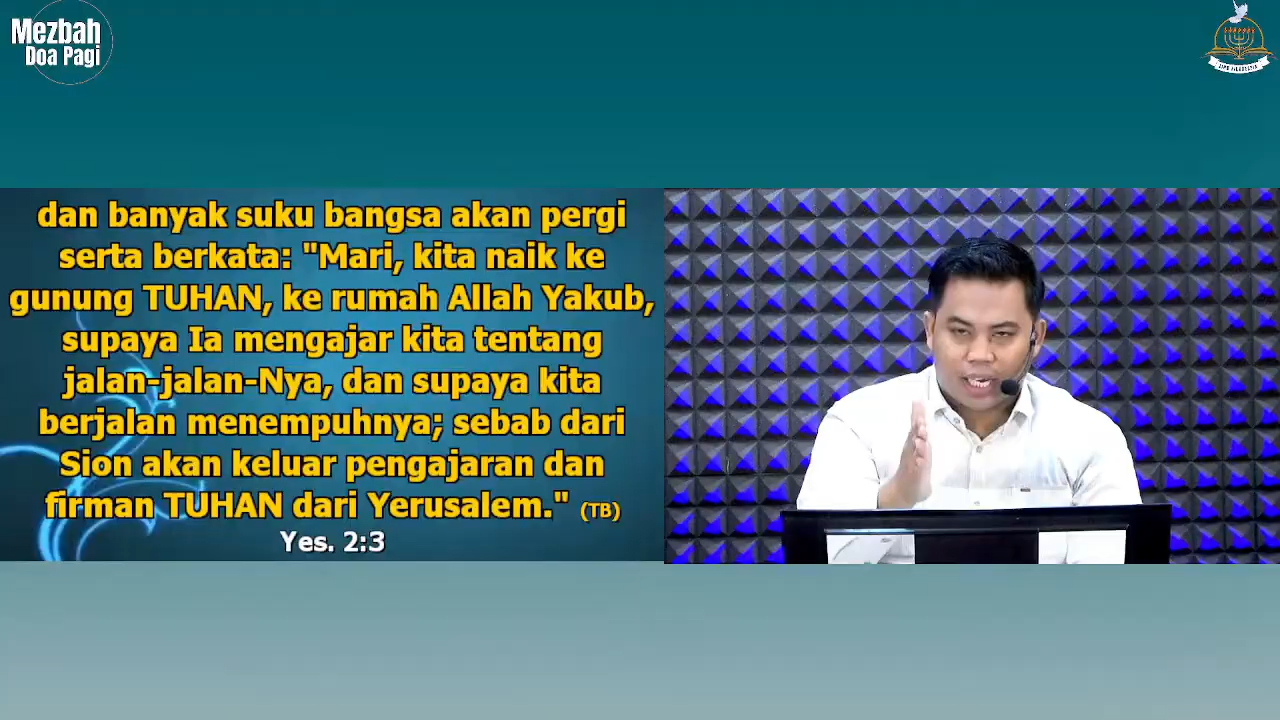 Mezbah
Doa Pagi
dan banyak suku bangsa akan pergi
serta berkata: "Mari, kita naik ke
gunung TUHAN, ke rumah Allah Yakub,
supaya Ia mengajar kita tentang
jalan-jalan-Nya, dan supaya kita
berjalan menempuhnya; sebab dari
Sion akan keluar pengajaran dan
firman TUHAN dari Yerusalem." (TB)
Yes. 2:3